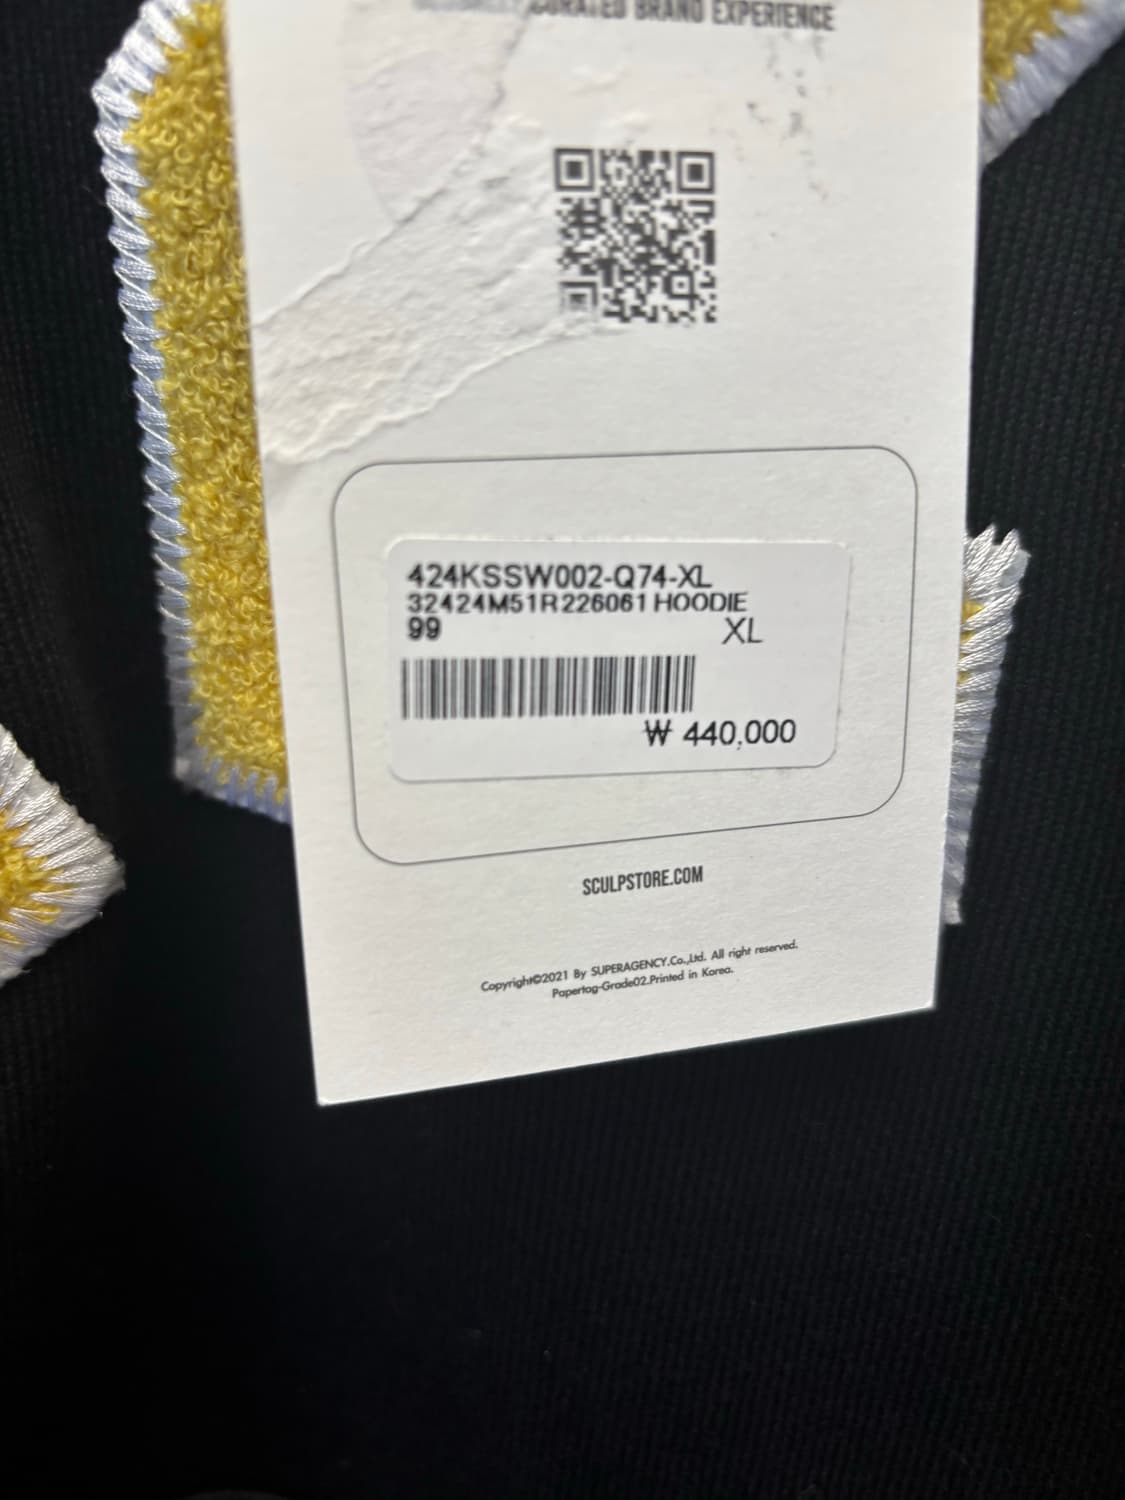 CURATED BRAND EXPERIENCE
424KSSW002-Q74-XL
32424M51R226061 HOODIE
99 XL
₩ 440,000
SCULPSTORE.COM
Copyright©2021 By SUPERAGENCY.Co.,Ltd. All right reserved.
Papertag-Grade02.Printed in Korea.